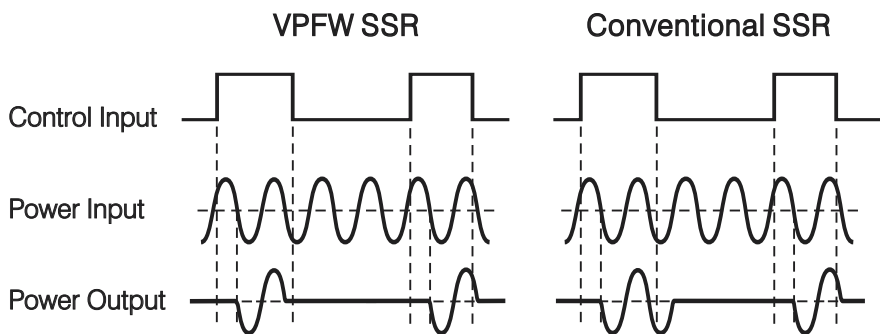 VPFW SSR
Conventional SSR
Control Input
Power Input
Power Output